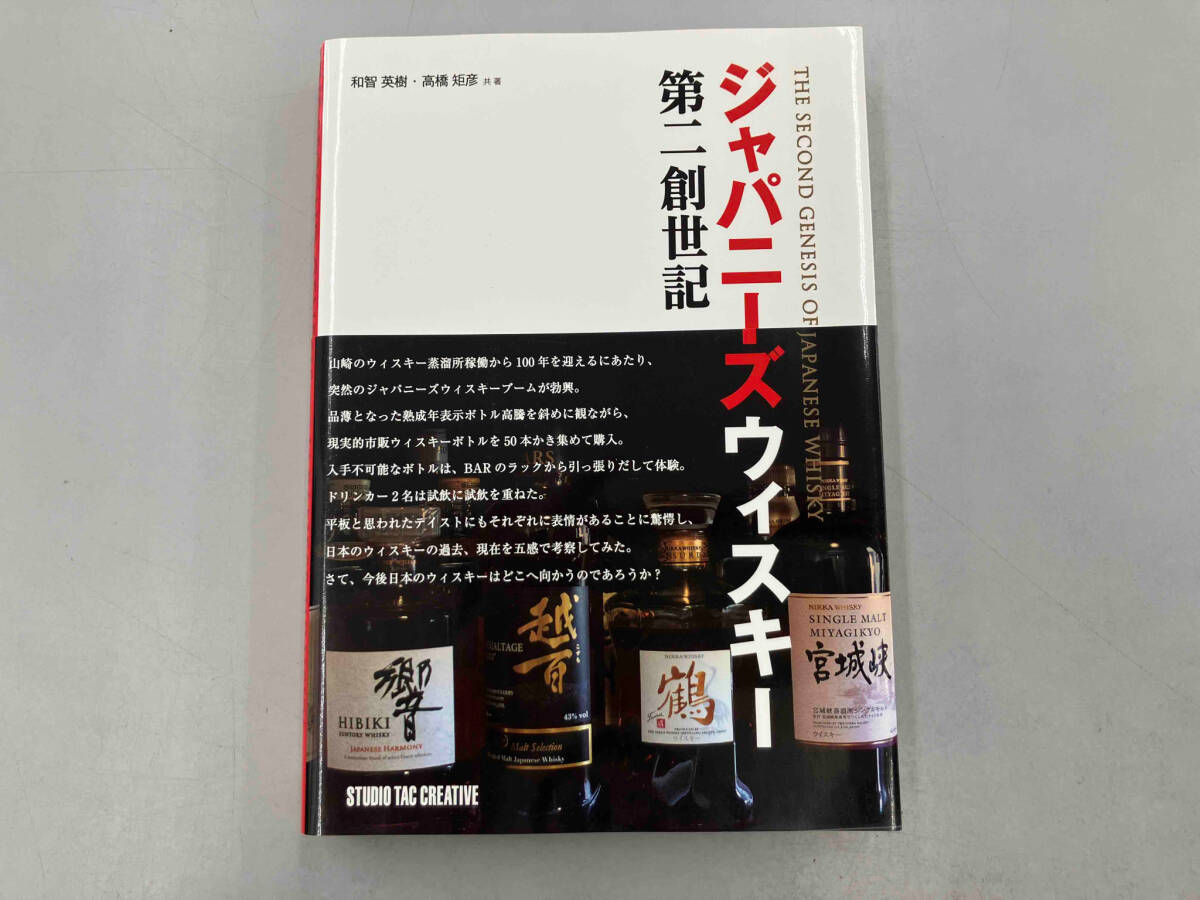 和智 英樹・高橋 矩彦 共著
THE SECOND GENESIS OF JAPANESE WHISKY
ジャパニーズウィスキー
第二創世記
山崎のウィスキー蒸溜所稼働から100年を迎えるにあたり、
突然のジャパニーズウィスキーブームが勃興。
品薄となった熟成年表示ボトル高騰を斜めに観ながら、
現実的市販ウィスキーボトルを50本かき集めて購入。
入手不可能なボトルは、BARのラックから引っ張りだして体験。
ドリンカー2名は試飲に試飲を重ねた。
平板と思われたテイストにもそれぞれに表情があることに驚愕し、
日本のウィスキーの過去、現在を五感で考察してみた。
さて、今後日本のウィスキーはどこへ向かうのであろうか?
響
HIBIKI
SUNTORY WHISKY
JAPANESE HARMONY
越百
43% vol
Malt Selection
Malt Japanese Whisky
NIKKA WHISKY
鶴
ウイスキー
NIKKA WHISKY
SINGLE MALT
MIYAGIKYO
宮城峡
ウイスキー
STUDIO TAC CREATIVE